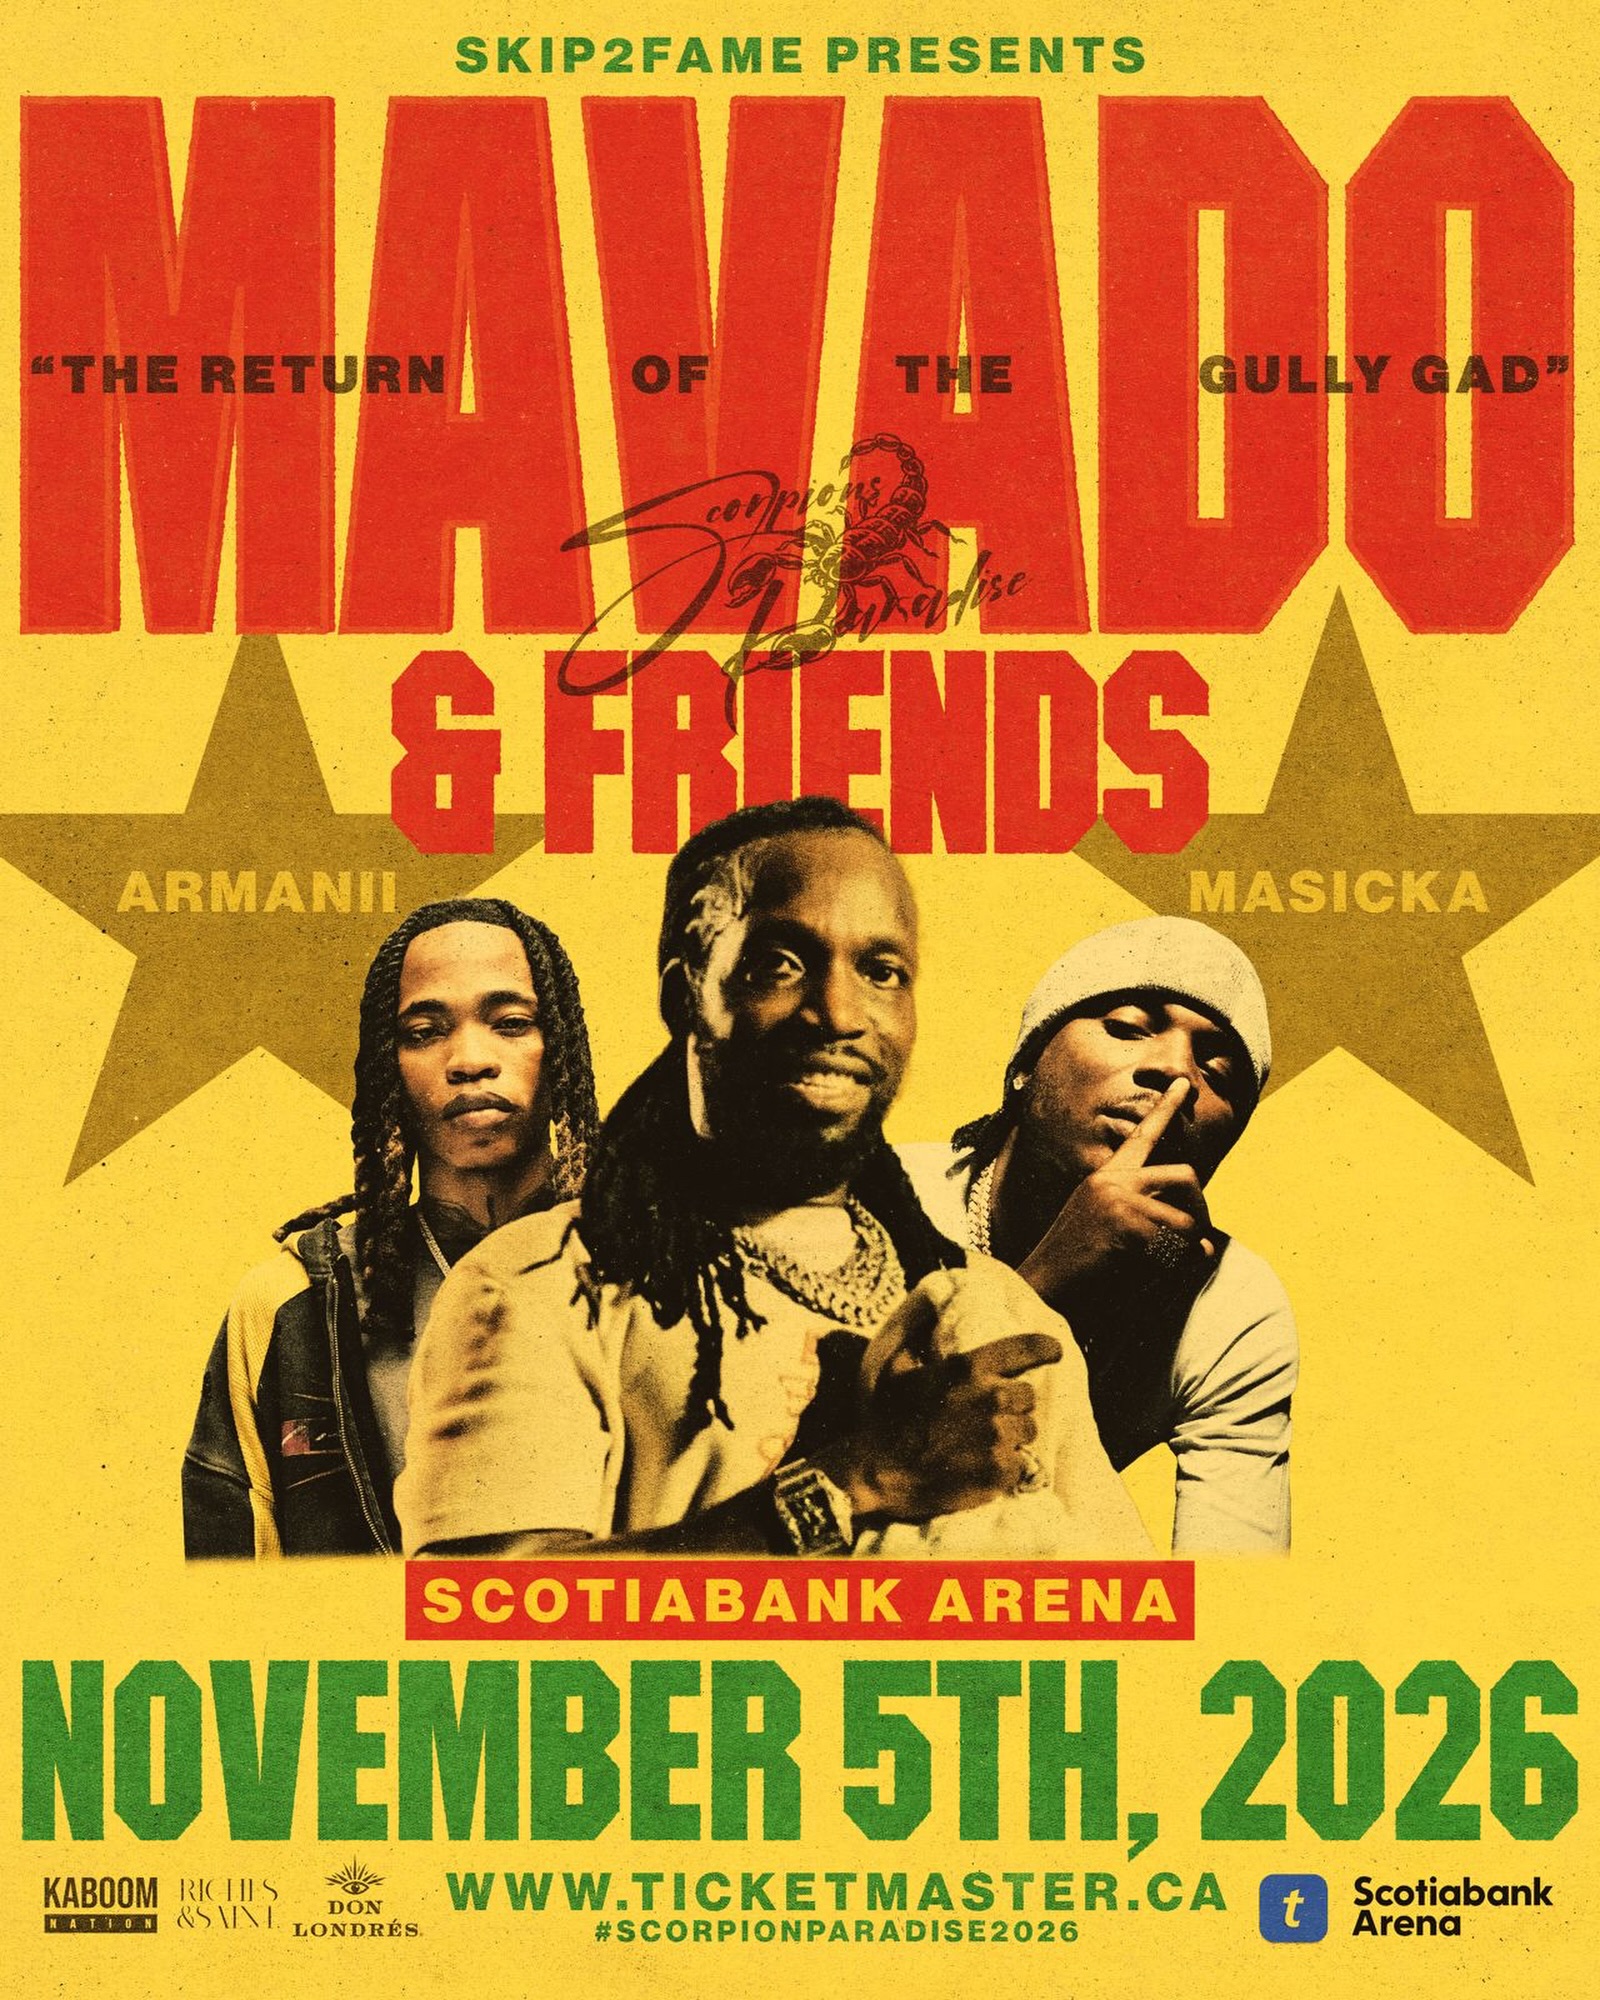 SKIP2FAME PRESENTS
MAVADO
“THE RETURN OF THE GULLY GAD”
Scorpions
Paradise
& FRIENDS
ARMANII
MASICKA
SCOTIABANK ARENA
NOVEMBER 5TH, 2026
KABOOM
NATION
RICHES
&SAINT
DON
LONDRÉS
WWW.TICKETMASTER.CA
#SCORPIONPARADISE2026
t
Scotiabank
Arena